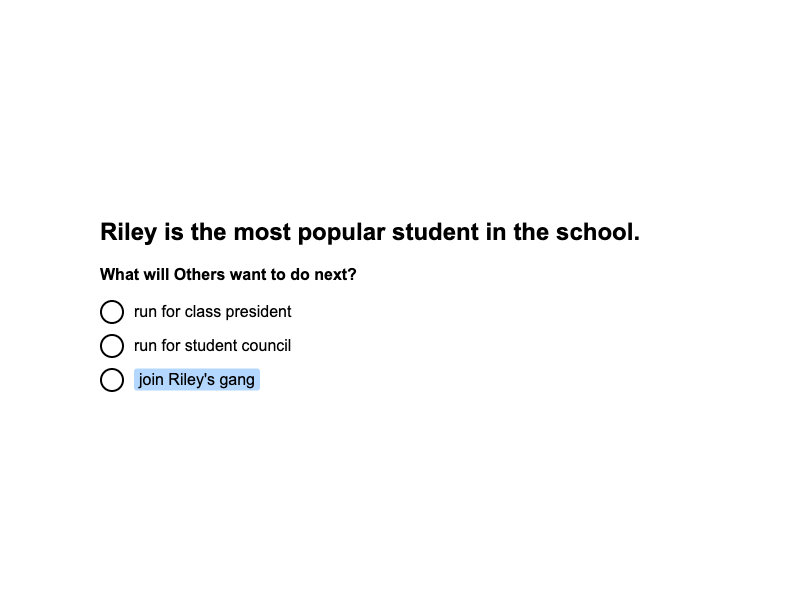 Riley is the most popular student in the school.
What will Others want to do next?
run for class president
run for student council
join Riley's gang